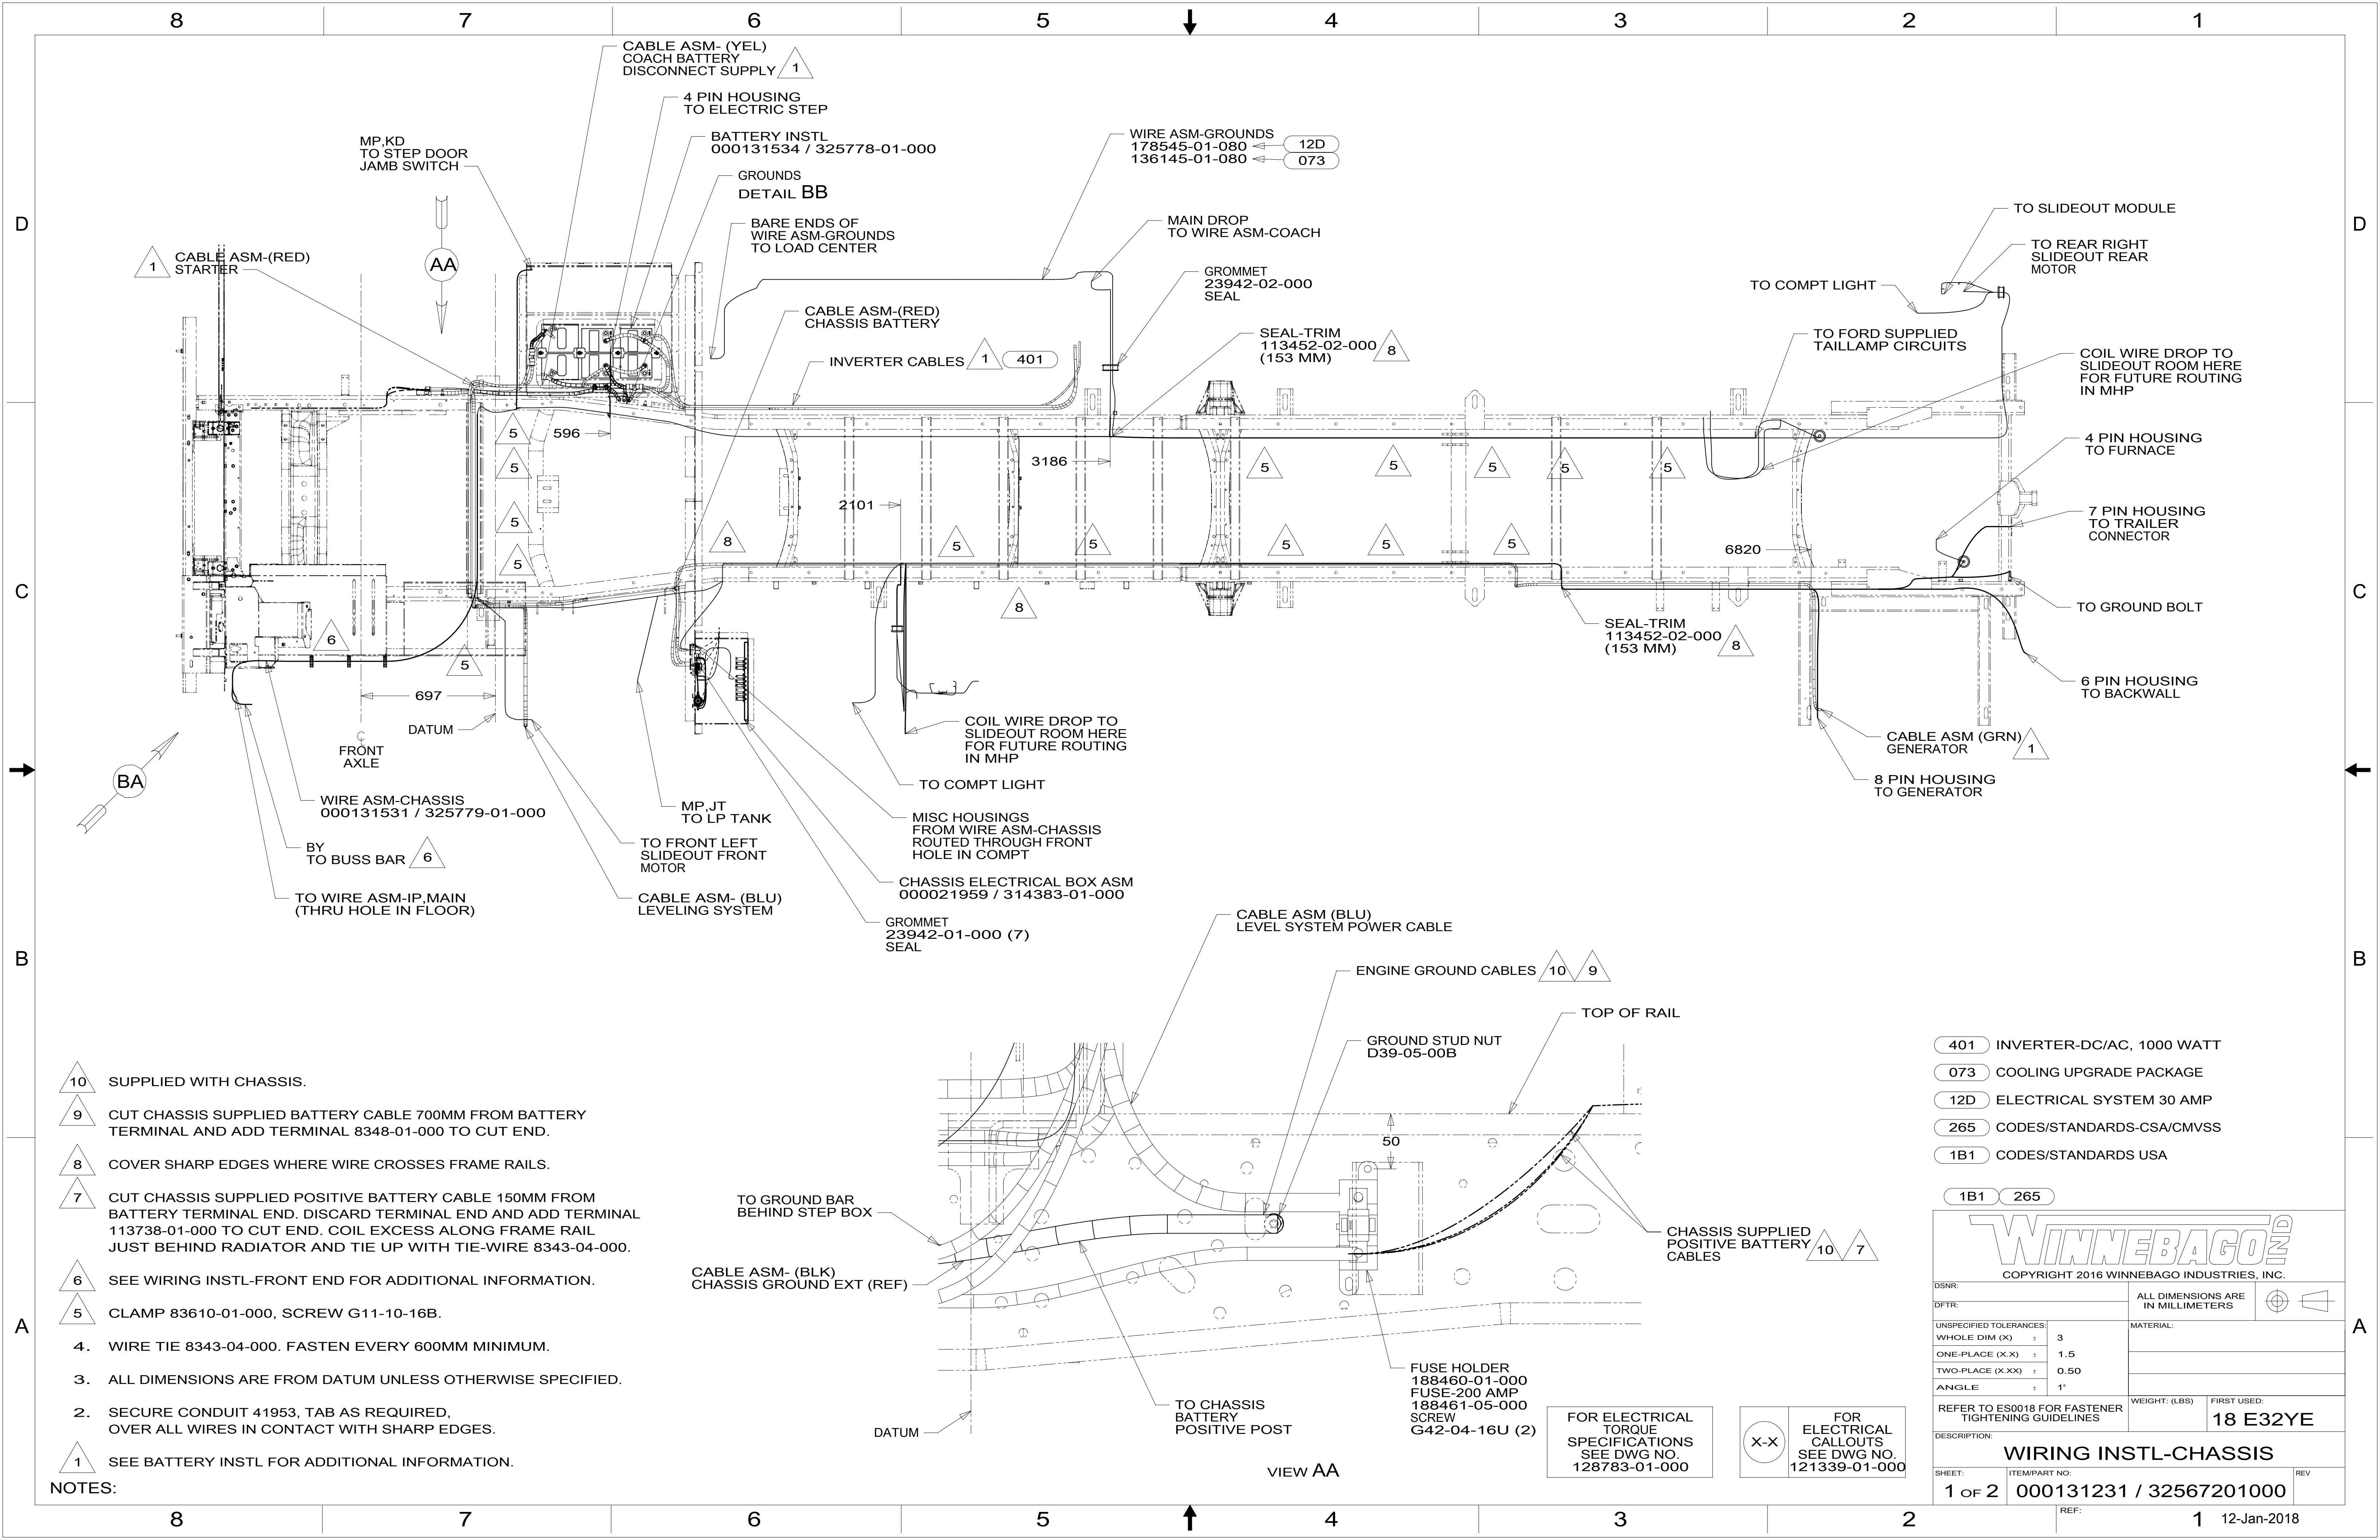 8 7 6 5 4 3 2 1
CABLE ASM- (YEL)
COACH BATTERY
DISCONNECT SUPPLY 1
4 PIN HOUSING
TO ELECTRIC STEP
BATTERY INSTL
000131534 / 325778-01-000
MP,KD
TO STEP DOOR
JAMB SWITCH
GROUNDS
DETAIL BB
BARE ENDS OF
WIRE ASM-GROUNDS
TO LOAD CENTER
WIRE ASM-GROUNDS
178545-01-080 12D
136145-01-080 073
MAIN DROP
TO WIRE ASM-COACH
GROMMET
23942-02-000
SEAL
TO SLIDEOUT MODULE
TO REAR RIGHT
SLIDEOUT REAR
MOTOR
TO COMPT LIGHT
D D
1 CABLE ASM-(RED)
STARTER
AA
CABLE ASM-(RED)
CHASSIS BATTERY
INVERTER CABLES 1 401
SEAL-TRIM
113452-02-000
(153 MM) 8
TO FORD SUPPLIED
TAILLAMP CIRCUITS
COIL WIRE DROP TO
SLIDEOUT ROOM HERE
FOR FUTURE ROUTING
IN MHP
5 596
5
5
5
3186
5 5 5 5 5
2101
8 5 5 5 5 5
6820
4 PIN HOUSING
TO FURNACE
7 PIN HOUSING
TO TRAILER
CONNECTOR
C C
8
TO GROUND BOLT
SEAL-TRIM
113452-02-000
(153 MM) 8
6
5
697
DATUM
FRONT
AXLE
6 PIN HOUSING
TO BACKWALL
CABLE ASM (GRN)
GENERATOR 1
8 PIN HOUSING
TO GENERATOR
BA
COIL WIRE DROP TO
SLIDEOUT ROOM HERE
FOR FUTURE ROUTING
IN MHP
TO COMPT LIGHT
WIRE ASM-CHASSIS
000131531 / 325779-01-000
MP,JT
TO LP TANK
MISC HOUSINGS
FROM WIRE ASM-CHASSIS
ROUTED THROUGH FRONT
HOLE IN COMPT
BY
TO BUSS BAR 6
TO FRONT LEFT
SLIDEOUT FRONT
MOTOR
CHASSIS ELECTRICAL BOX ASM
000021959 / 314383-01-000
TO WIRE ASM-IP,MAIN
(THRU HOLE IN FLOOR)
CABLE ASM- (BLU)
LEVELING SYSTEM
GROMMET
23942-01-000 (7)
SEAL
B B
CABLE ASM (BLU)
LEVEL SYSTEM POWER CABLE
ENGINE GROUND CABLES 10 9
TOP OF RAIL
GROUND STUD NUT
D39-05-00B
50
TO GROUND BAR
BEHIND STEP BOX
CABLE ASM- (BLK)
CHASSIS GROUND EXT (REF)
CHASSIS SUPPLIED
POSITIVE BATTERY
CABLES 10 7
TO CHASSIS
BATTERY
POSITIVE POST
FUSE HOLDER
188460-01-000
FUSE-200 AMP
188461-05-000
SCREW
G42-04-16U (2)
DATUM
VIEW AA
10 SUPPLIED WITH CHASSIS.
9 CUT CHASSIS SUPPLIED BATTERY CABLE 700MM FROM BATTERY
TERMINAL AND ADD TERMINAL 8348-01-000 TO CUT END.
8 COVER SHARP EDGES WHERE WIRE CROSSES FRAME RAILS.
7 CUT CHASSIS SUPPLIED POSITIVE BATTERY CABLE 150MM FROM
BATTERY TERMINAL END. DISCARD TERMINAL END AND ADD TERMINAL
113738-01-000 TO CUT END. COIL EXCESS ALONG FRAME RAIL
JUST BEHIND RADIATOR AND TIE UP WITH TIE-WIRE 8343-04-000.
6 SEE WIRING INSTL-FRONT END FOR ADDITIONAL INFORMATION.
5 CLAMP 83610-01-000, SCREW G11-10-16B.
4. WIRE TIE 8343-04-000. FASTEN EVERY 600MM MINIMUM.
3. ALL DIMENSIONS ARE FROM DATUM UNLESS OTHERWISE SPECIFIED.
2. SECURE CONDUIT 41953, TAB AS REQUIRED,
OVER ALL WIRES IN CONTACT WITH SHARP EDGES.
1 SEE BATTERY INSTL FOR ADDITIONAL INFORMATION.
NOTES:
A A
FOR ELECTRICAL
TORQUE
SPECIFICATIONS
SEE DWG NO.
128783-01-000
X-X
FOR
ELECTRICAL
CALLOUTS
SEE DWG NO.
121339-01-000
401 INVERTER-DC/AC, 1000 WATT
073 COOLING UPGRADE PACKAGE
12D ELECTRICAL SYSTEM 30 AMP
265 CODES/STANDARDS-CSA/CMVSS
1B1 CODES/STANDARDS USA
1B1 265
WINNEBAGO IND
COPYRIGHT 2016 WINNEBAGO INDUSTRIES, INC.
DSNR:
DFTR:
ALL DIMENSIONS ARE
IN MILLIMETERS
UNSPECIFIED TOLERANCES:
WHOLE DIM (X) ± 3
ONE-PLACE (X.X) ± 1.5
TWO-PLACE (X.XX) ± 0.50
ANGLE ± 1°
MATERIAL:
REFER TO ES0018 FOR FASTENER
TIGHTENING GUIDELINES
WEIGHT: (LBS)
FIRST USED:
18 E32YE
DESCRIPTION:
WIRING INSTL-CHASSIS
SHEET:
1 OF 2
ITEM/PART NO:
000131231 / 32567201000
REV
REF:
8 7 6 5 4 3 2 1
12-Jan-2018